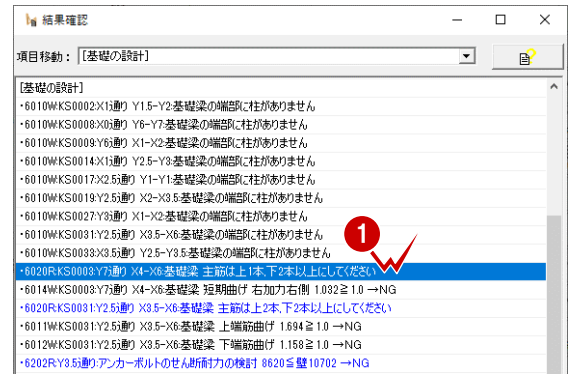 結果確認
項目移動： [基礎の設計]
[基礎の設計]
・6010W:KS0002:X1通り Y1.5-Y2:基礎梁の端部に柱がありません
・6010W:KS0008:X0通り Y6-Y7:基礎梁の端部に柱がありません
・6010W:KS0009:Y6通り X1-X2:基礎梁の端部に柱がありません
・6010W:KS0014:X1通り Y2.5-Y3:基礎梁の端部に柱がありません
・6010W:KS0017:X2.5通り Y1-Y1:基礎梁の端部に柱がありません
・6010W:KS0019:Y2.5通り X2-X3.5:基礎梁の端部に柱がありません
・6010W:KS0027:Y3通り X1-X2:基礎梁の端部に柱がありません
・6010W:KS0031:Y2.5通り X3.5-X6:基礎梁の端部に柱がありません
・6010W:KS0033:X3.5通り Y2.5-Y3.5:基礎梁の端部に柱がありません
1
・6020R:KS0003:Y7通り X4-X6:基礎梁 主筋は上1本､下2本以上にしてください
・6014W:KS0003:Y7通り X4-X6:基礎梁 短期曲げ 右加力右側 1.032≧1.0 →NG
・6020R:KS0031:Y2.5通り X3.5-X6:基礎梁 主筋は上2本､下2本以上にしてください
・6011W:KS0031:Y2.5通り X3.5-X6:基礎梁 上端筋曲げ 1.694≧1.0 →NG
・6012W:KS0031:Y2.5通り X3.5-X6:基礎梁 下端筋曲げ 1.158≧1.0 →NG
・6202R:Y3.5通り:アンカーボルトのせん断耐力の検討 8620≦壁10702 →NG